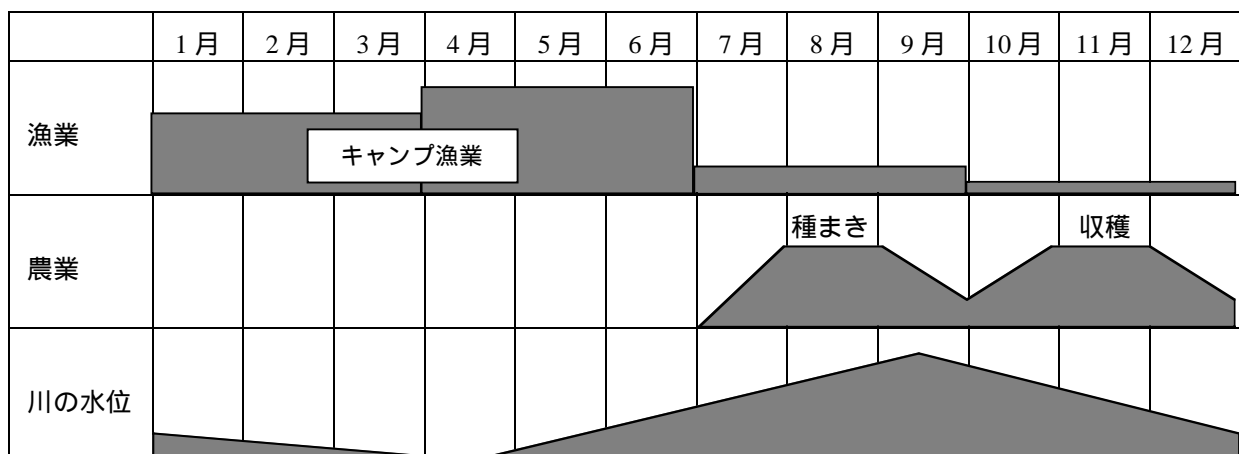 1月 2月 3月 4月 5月 6月 7月 8月 9月 10月 11月 12月
漁業
キャンプ漁業
種まき 収穫
農業
川の水位